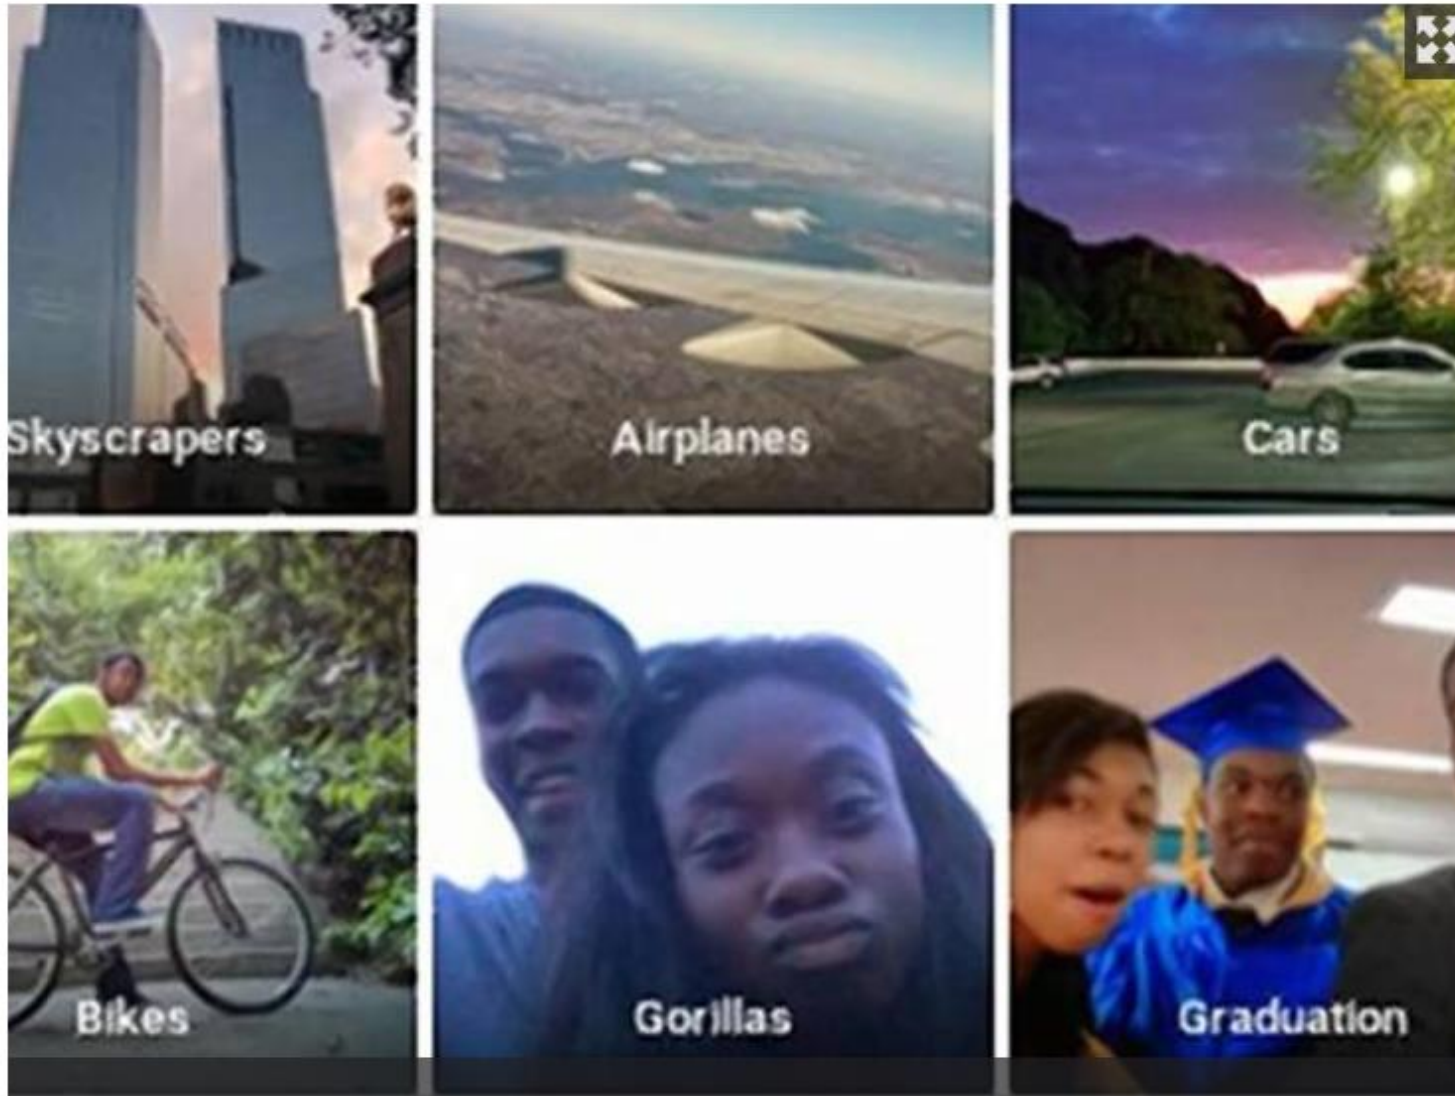 Skyscrapers
Airplanes
Cars
Bikes
Gorillas
Graduation